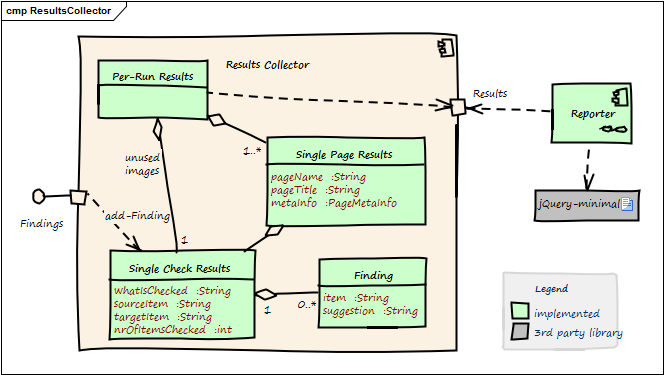 cmp ResultsCollector
Results Collector
Per-Run Results
Results
Reporter
unused
images
1..*
Single Page Results
pageName :String
pageTitle :String
metaInfo :PageMetaInfo
jQuery-minimal
Findings
add-Finding
1
Single Check Results
whatIsChecked :String
sourceItem :String
targetItem :String
nrOfItemsChecked :int
1
0..*
Finding
item :String
suggestion :String
Legend
implemented
3rd party library